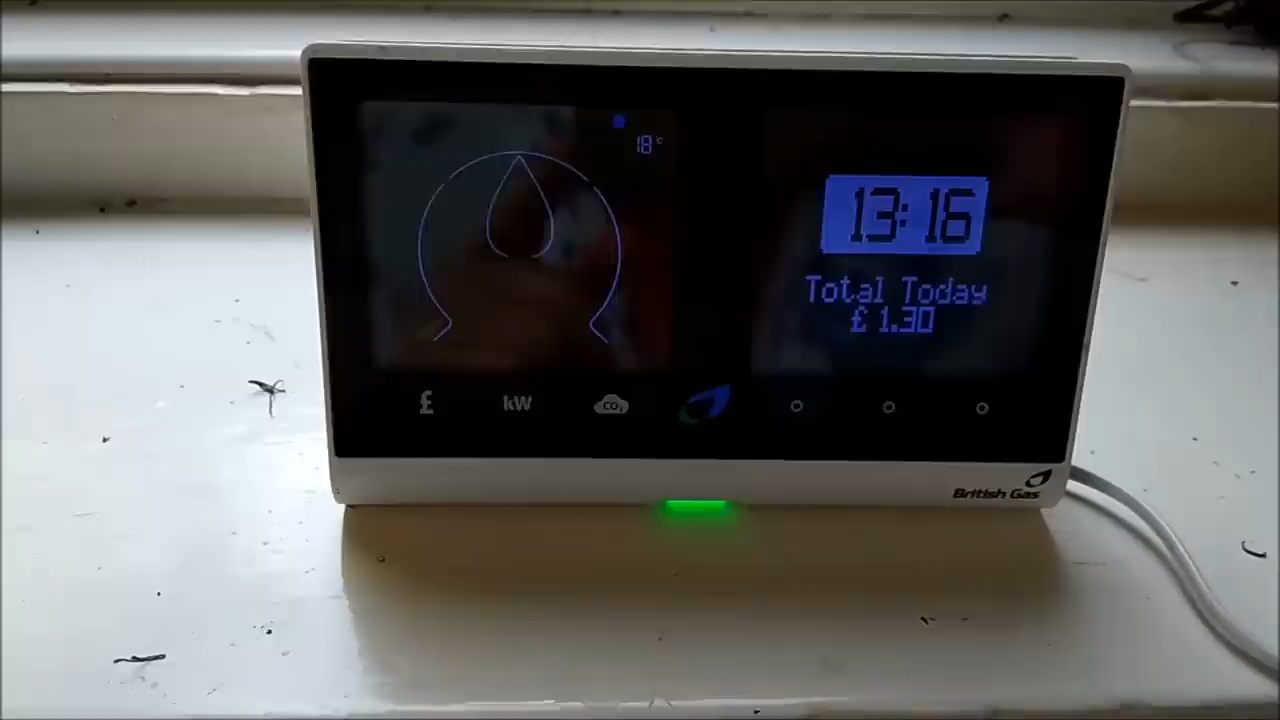 18°c
13:16
Total Today
£ 1.30
£
kW
CO₂
British Gas